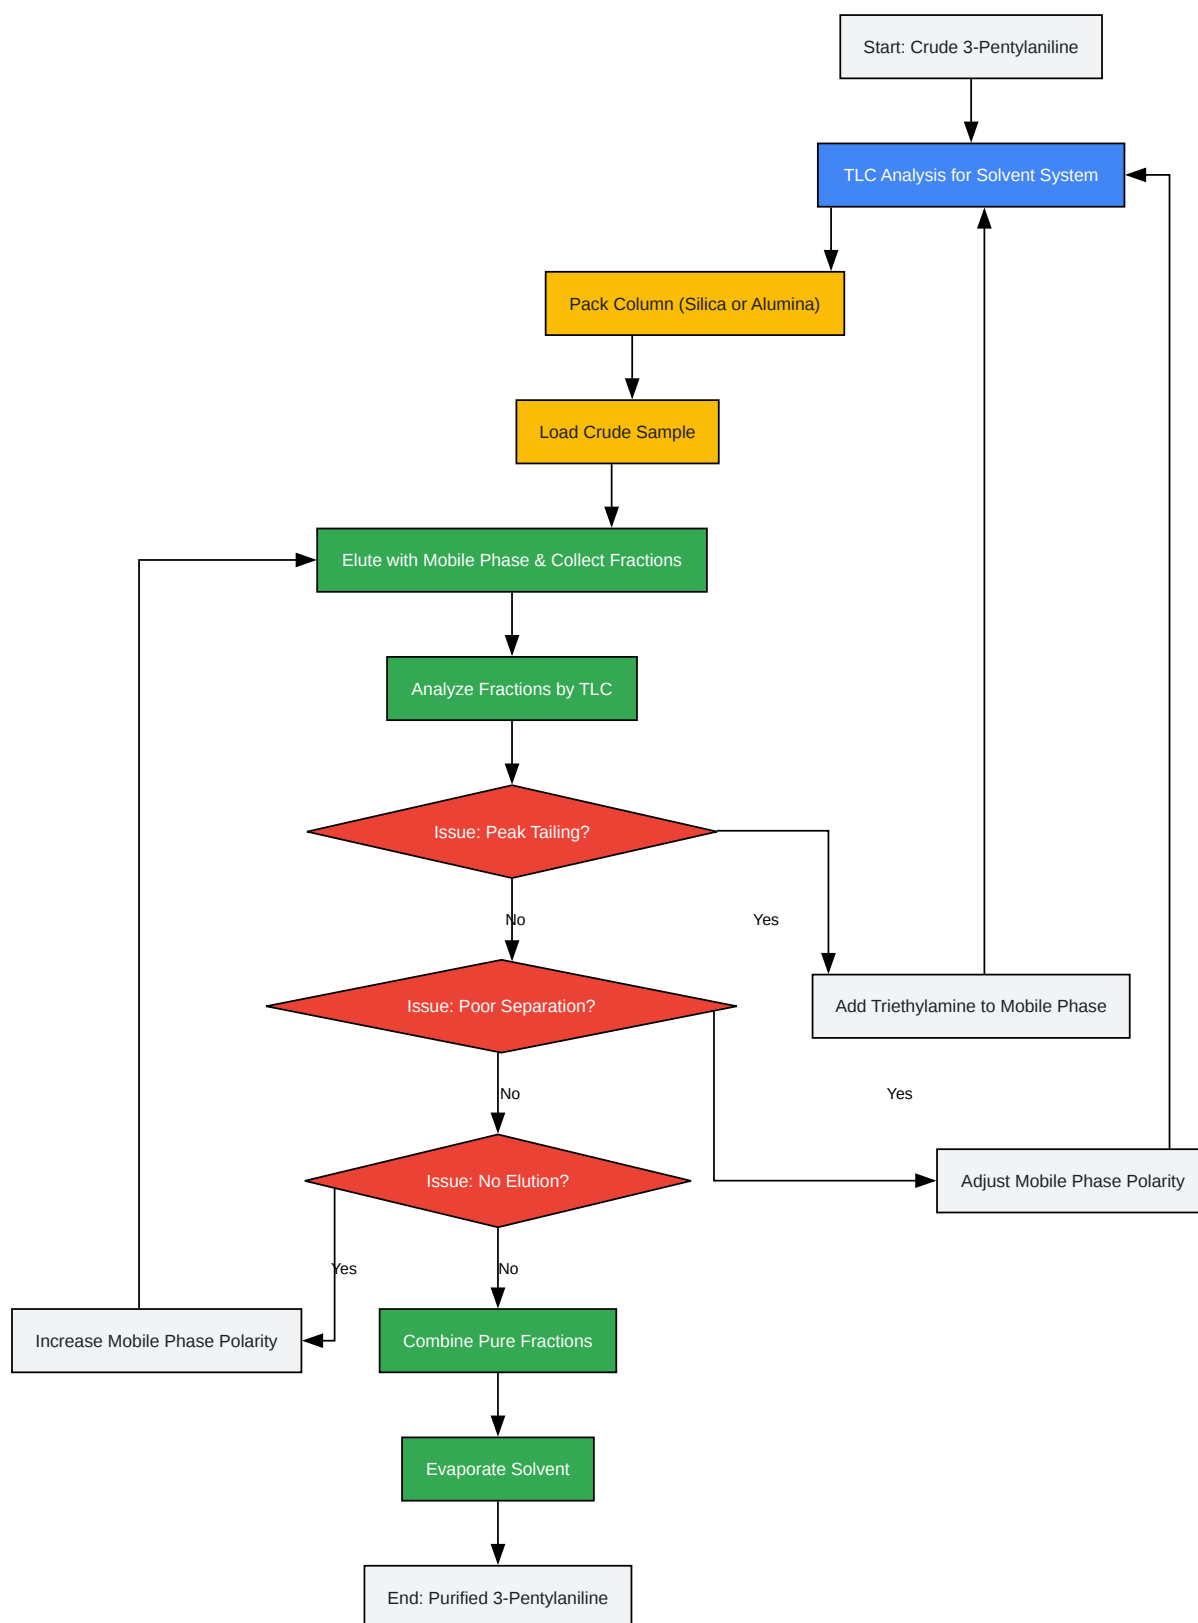 Start: Crude 3-Pentylaniline
TLC Analysis for Solvent System
Pack Column (Silica or Alumina)
Load Crude Sample
Elute with Mobile Phase & Collect Fractions
Analyze Fractions by TLC
Issue: Peak Tailing?
No
Yes
Issue: Poor Separation?
Add Triethylamine to Mobile Phase
No
Yes
Issue: No Elution?
Adjust Mobile Phase Polarity
Yes
No
Increase Mobile Phase Polarity
Combine Pure Fractions
Evaporate Solvent
End: Purified 3-Pentylaniline